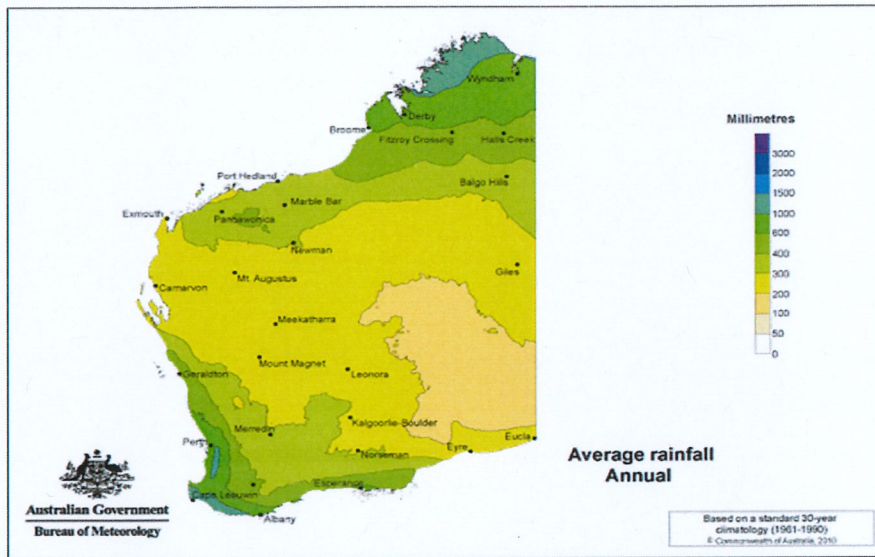 Wyndham
Derby
Broome
Fitzroy Crossing
Halls Creek
Port Hedland
Balgo Hills
Marble Bar
Exmouth
Pannawonica
Newman
Giles
Mt. Augustus
Carnarvon
Meekatharra
Mount Magnet
Leonora
Geraldton
Kalgoorlie-Boulder
Merredin
Perth
Eucla
Eyre
Norseman
Esperance
Cape Leeuwin
Albany
Millimetres
3000
2000
1500
1000
600
400
300
200
100
50
0
Average rainfall
Annual
Australian Government
Bureau of Meteorology
Based on a standard 30-year
climatology (1961-1990)
© Commonwealth of Australia, 2010